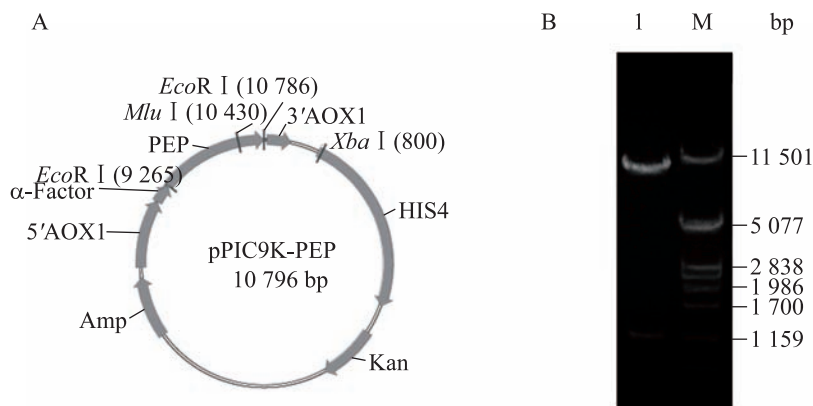 A
EcoR Ⅰ (10 786)
Mlu Ⅰ (10 430)
3′AOX1
PEP
Xba Ⅰ (800)
EcoR Ⅰ (9 265)
α-Factor
HIS4
5′AOX1
pPIC9K-PEP
10 796 bp
Amp
Kan
B
1 M bp
11 501
5 077
2 838
1 986
1 700
1 159